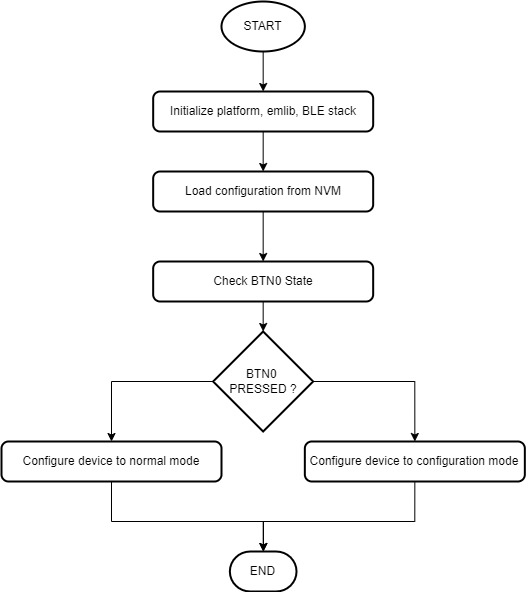 START
Initialize platform, emlib, BLE stack
Load configuration from NVM
Check BTN0 State
BTN0
PRESSED ?
Configure device to normal mode
Configure device to configuration mode
END